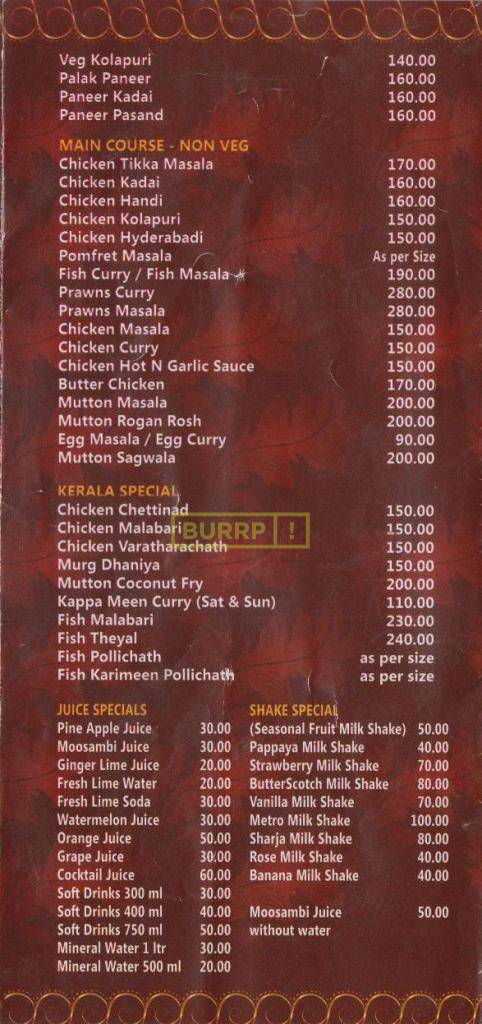 Veg Kolapuri 140.00
Palak Paneer 160.00
Paneer Kadai 160.00
Paneer Pasand 160.00
MAIN COURSE - NON VEG
Chicken Tikka Masala 170.00
Chicken Kadai 160.00
Chicken Handi 160.00
Chicken Kolapuri 150.00
Chicken Hyderabadi 150.00
Pomfret Masala As per Size
Fish Curry / Fish Masala 190.00
Prawns Curry 280.00
Prawns Masala 280.00
Chicken Masala 150.00
Chicken Curry 150.00
Chicken Hot N Garlic Sauce 150.00
Butter Chicken 170.00
Mutton Masala 200.00
Mutton Rogan Rosh 200.00
Egg Masala / Egg Curry 90.00
Mutton Sagwala 200.00
KERALA SPECIAL
Chicken Chettinad 150.00
Chicken Malabari 150.00
BURRP!
Chicken Varatharachath 150.00
Murg Dhaniya 150.00
Mutton Coconut Fry 200.00
Kappa Meen Curry (Sat & Sun) 110.00
Fish Malabari 230.00
Fish Theyal 240.00
Fish Pollichath as per size
Fish Karimeen Pollichath as per size
JUICE SPECIALS
Pine Apple Juice 30.00
Moosambi Juice 30.00
Ginger Lime Juice 20.00
Fresh Lime Water 20.00
Fresh Lime Soda 30.00
Watermelon Juice 30.00
Orange Juice 50.00
Grape Juice 30.00
Cocktail Juice 60.00
Soft Drinks 300 ml 30.00
Soft Drinks 400 ml 40.00
Soft Drinks 750 ml 50.00
Mineral Water 1 ltr 30.00
Mineral Water 500 ml 20.00
SHAKE SPECIAL
(Seasonal Fruit Milk Shake) 50.00
Pappaya Milk Shake 40.00
Strawberry Milk Shake 70.00
ButterScotch Milk Shake 80.00
Vanilla Milk Shake 70.00
Metro Milk Shake 100.00
Sharja Milk Shake 80.00
Rose Milk Shake 40.00
Banana Milk Shake 40.00
Moosambi Juice 50.00
without water